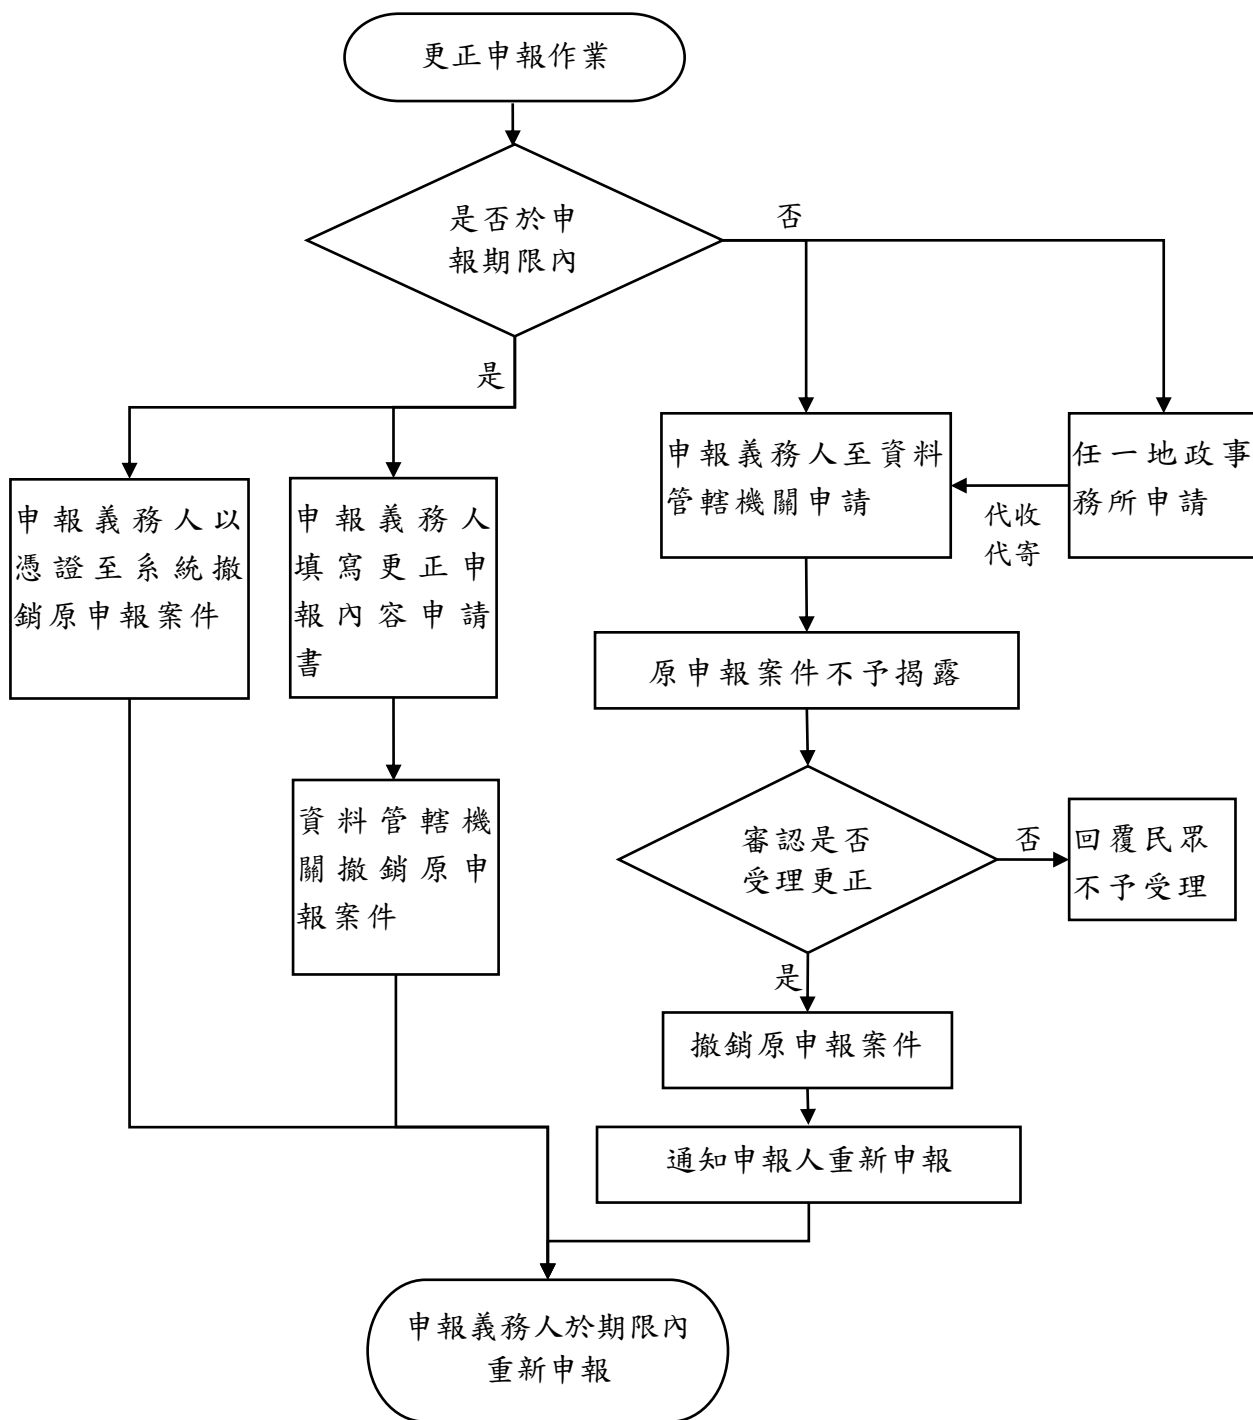 更正申報作業
是否於申
報期限內
否
是
申報義務人以
憑證至系統撤
銷原申報案件
申報義務人
填寫更正申
報內容申請
書
資料管轄機
關撤銷原申
報案件
申報義務人至資料
管轄機關申請
任一地政事
務所申請
代收
代寄
原申報案件不予揭露
審認是否
受理更正
否
回覆民眾
不予受理
是
撤銷原申報案件
通知申報人重新申報
申報義務人於期限內
重新申報